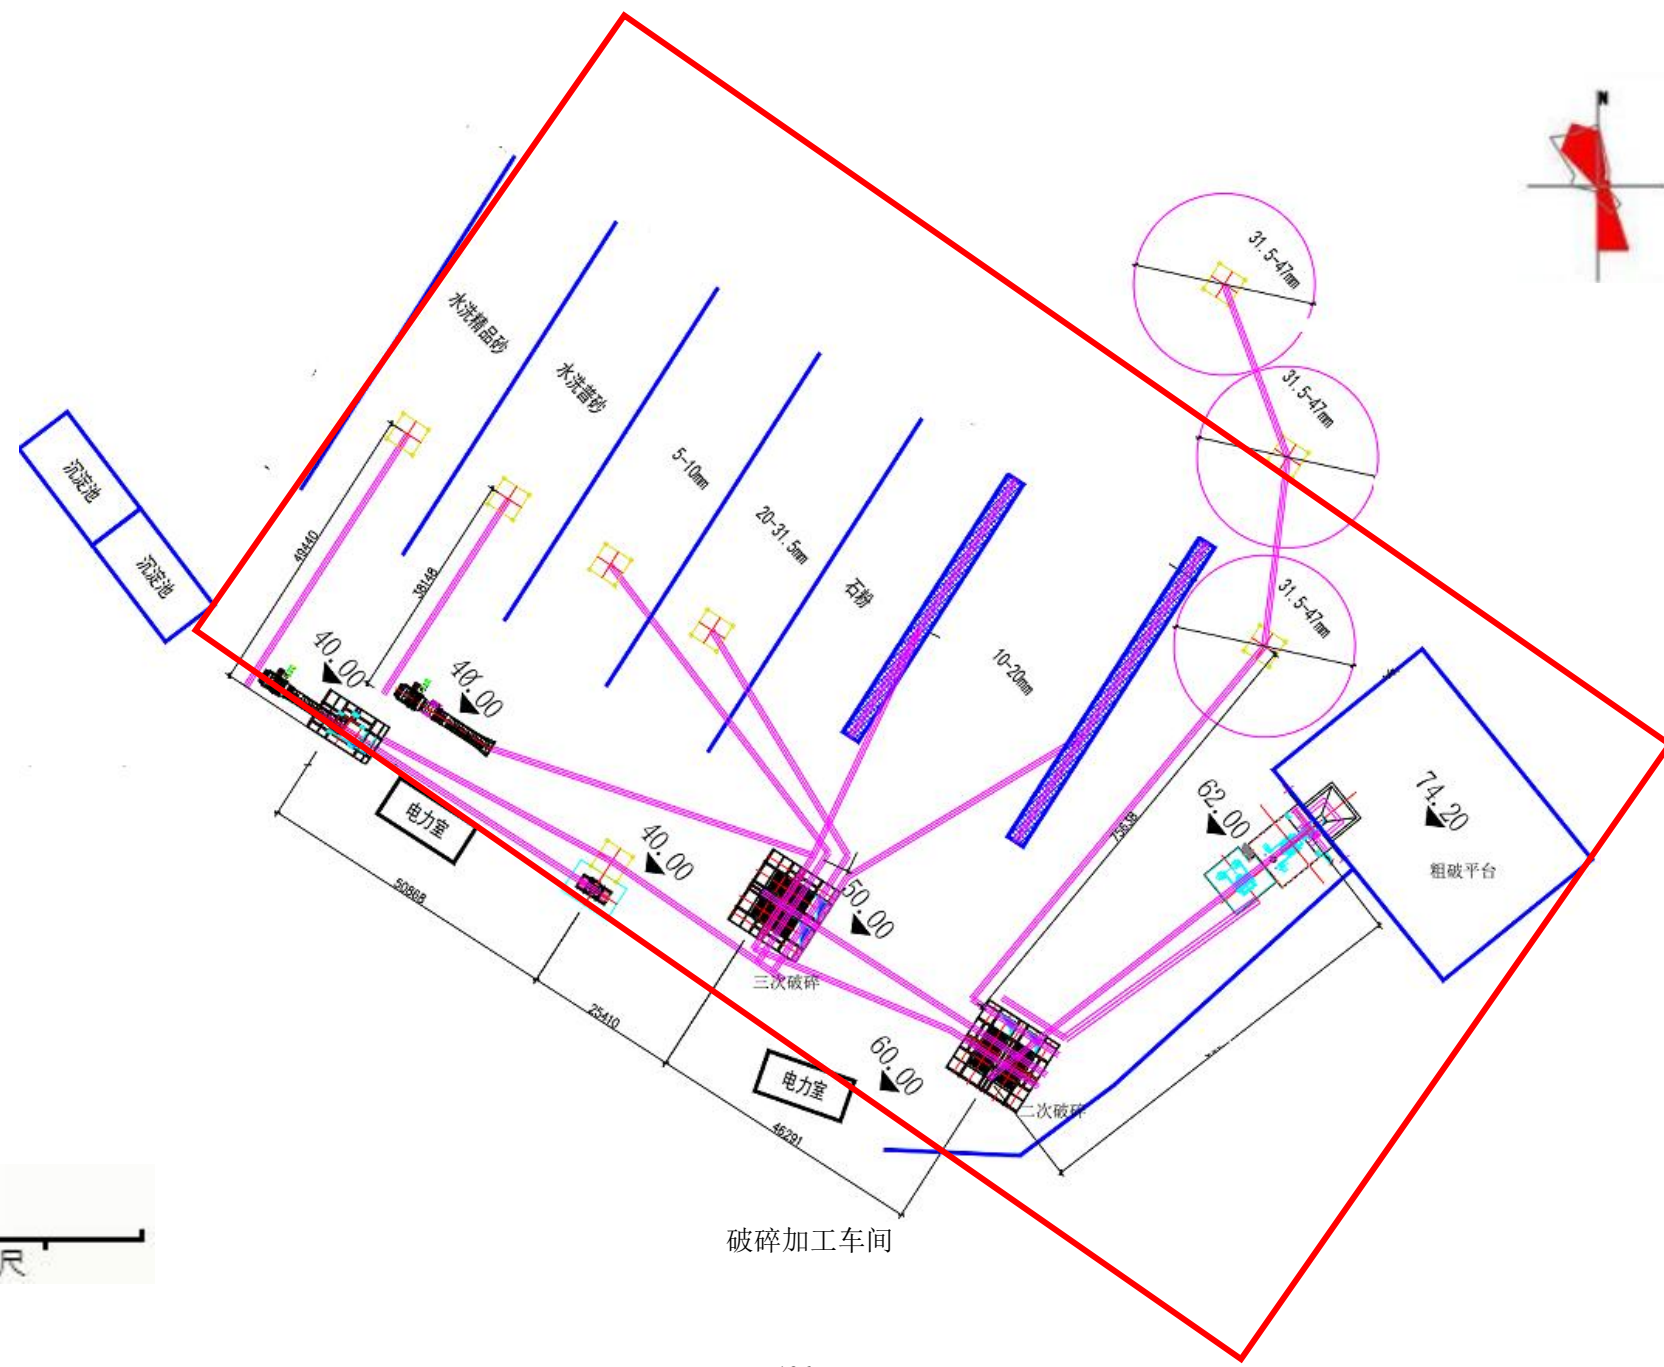 N
31.5-47mm
31.5-47mm
31.5-47mm
水洗精品砂
水洗普砂
5-10mm
20-31.5mm
石粉
10-20mm
沉淀池
沉淀池
49440
38148
40.00
40.00
40.00
50.00
60.00
62.00
74.20
粗破平台
75638
电力室
电力室
50868
25410
46291
三次破碎
二次破碎
破碎加工车间
尺